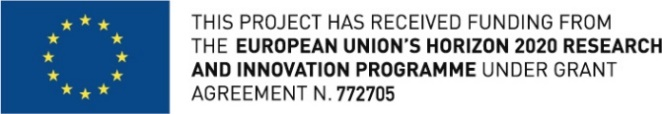 THIS PROJECT HAS RECEIVED FUNDING FROM
THE EUROPEAN UNION'S HORIZON 2020 RESEARCH
AND INNOVATION PROGRAMME UNDER GRANT
AGREEMENT N. 772705